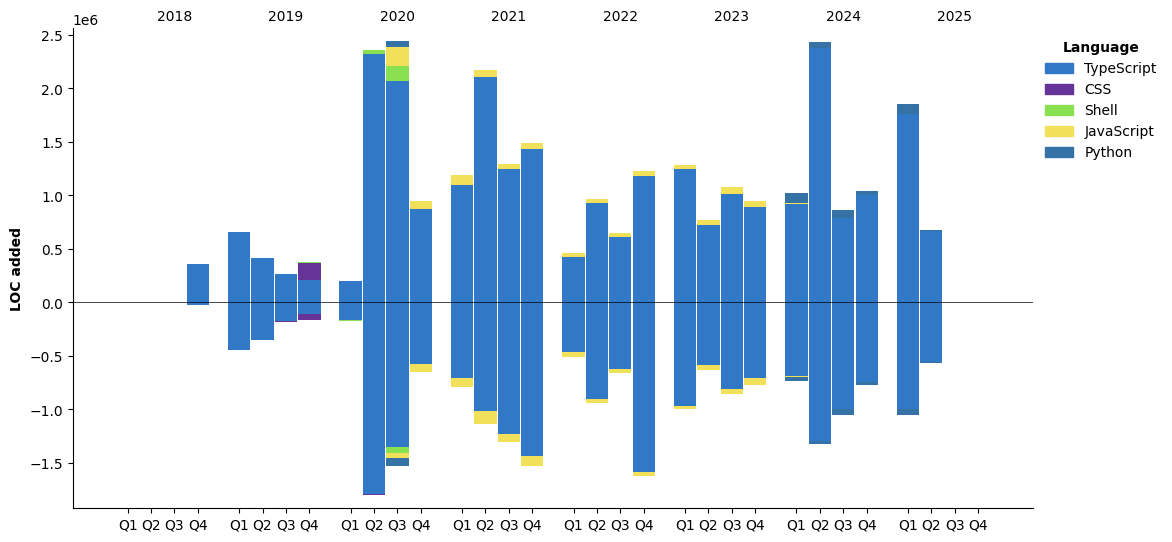 1e6
2018 2019 2020 2021 2022 2023 2024 2025
2.5
2.0
1.5
1.0
0.5
0.0
−0.5
−1.0
−1.5
LOC added
Q1 Q2 Q3 Q4 Q1 Q2 Q3 Q4 Q1 Q2 Q3 Q4 Q1 Q2 Q3 Q4 Q1 Q2 Q3 Q4 Q1 Q2 Q3 Q4 Q1 Q2 Q3 Q4 Q1 Q2 Q3 Q4
Language
TypeScript
CSS
Shell
JavaScript
Python